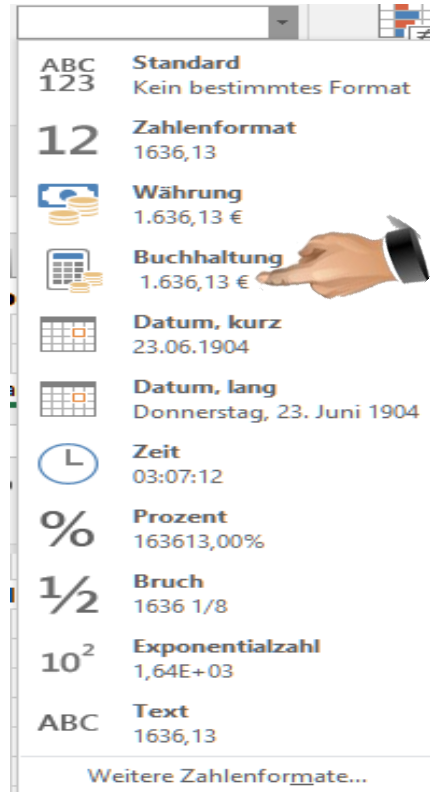 ABC
123
Standard
Kein bestimmtes Format
12
Zahlenformat
1636,13
Währung
1.636,13 €
Buchhaltung
1.636,13 €
Datum, kurz
23.06.1904
Datum, lang
Donnerstag, 23. Juni 1904
Zeit
03:07:12
%
Prozent
163613,00%
½
Bruch
1636 1/8
10²
Exponentialzahl
1,64E+03
ABC
Text
1636,13
Weitere Zahlenformate...